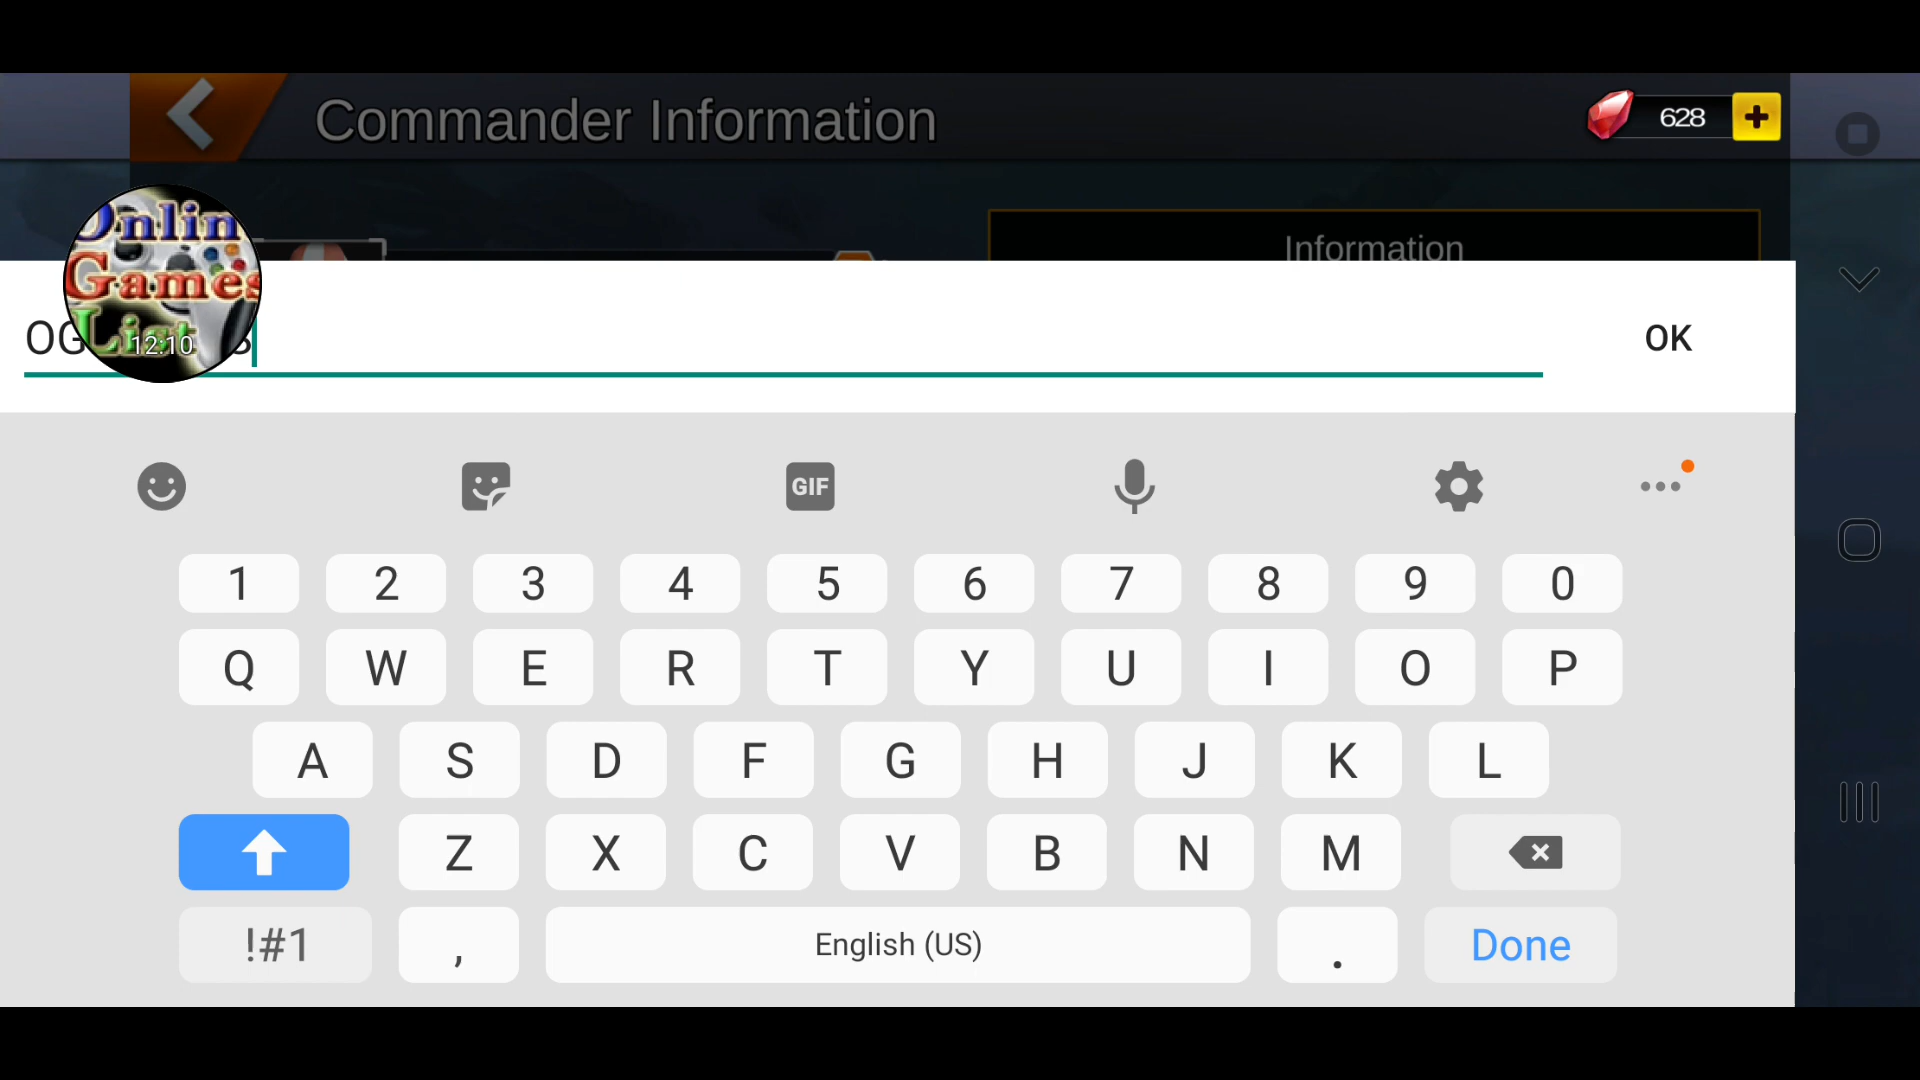 Commander Information
628
Information
Onlin
Games
List
12:10
OG
OK
GIF
1 2 3 4 5 6 7 8 9 0
Q W E R T Y U I O P
A S D F G H J K L
Z X C V B N M
!#1 , English (US) . Done